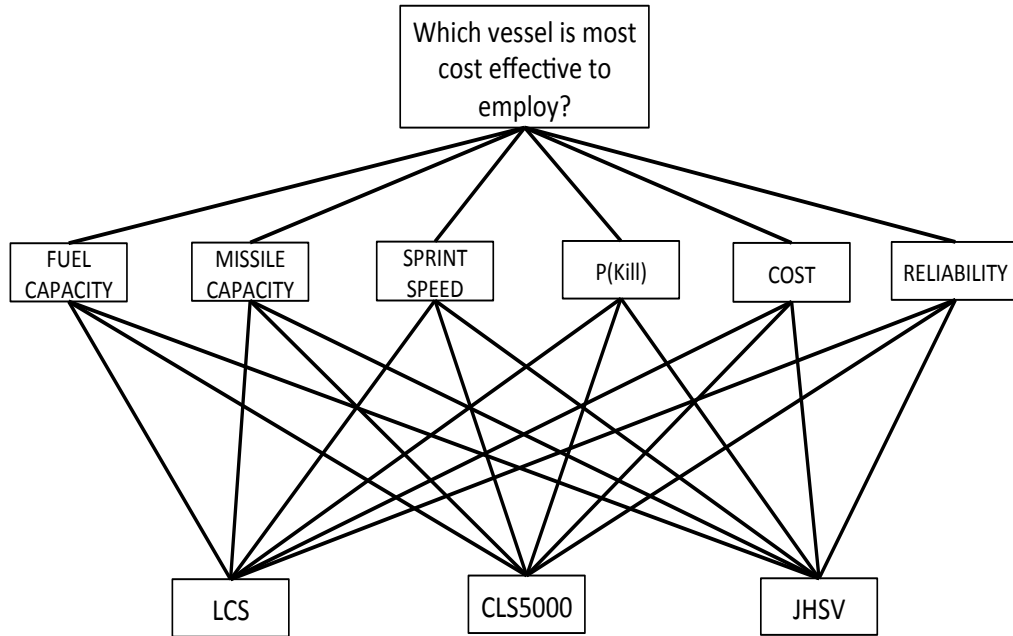 Which vessel is most
cost effective to
employ?
FUEL
CAPACITY
MISSILE
CAPACITY
SPRINT
SPEED
P(Kill)
COST
RELIABILITY
LCS
CLS5000
JHSV